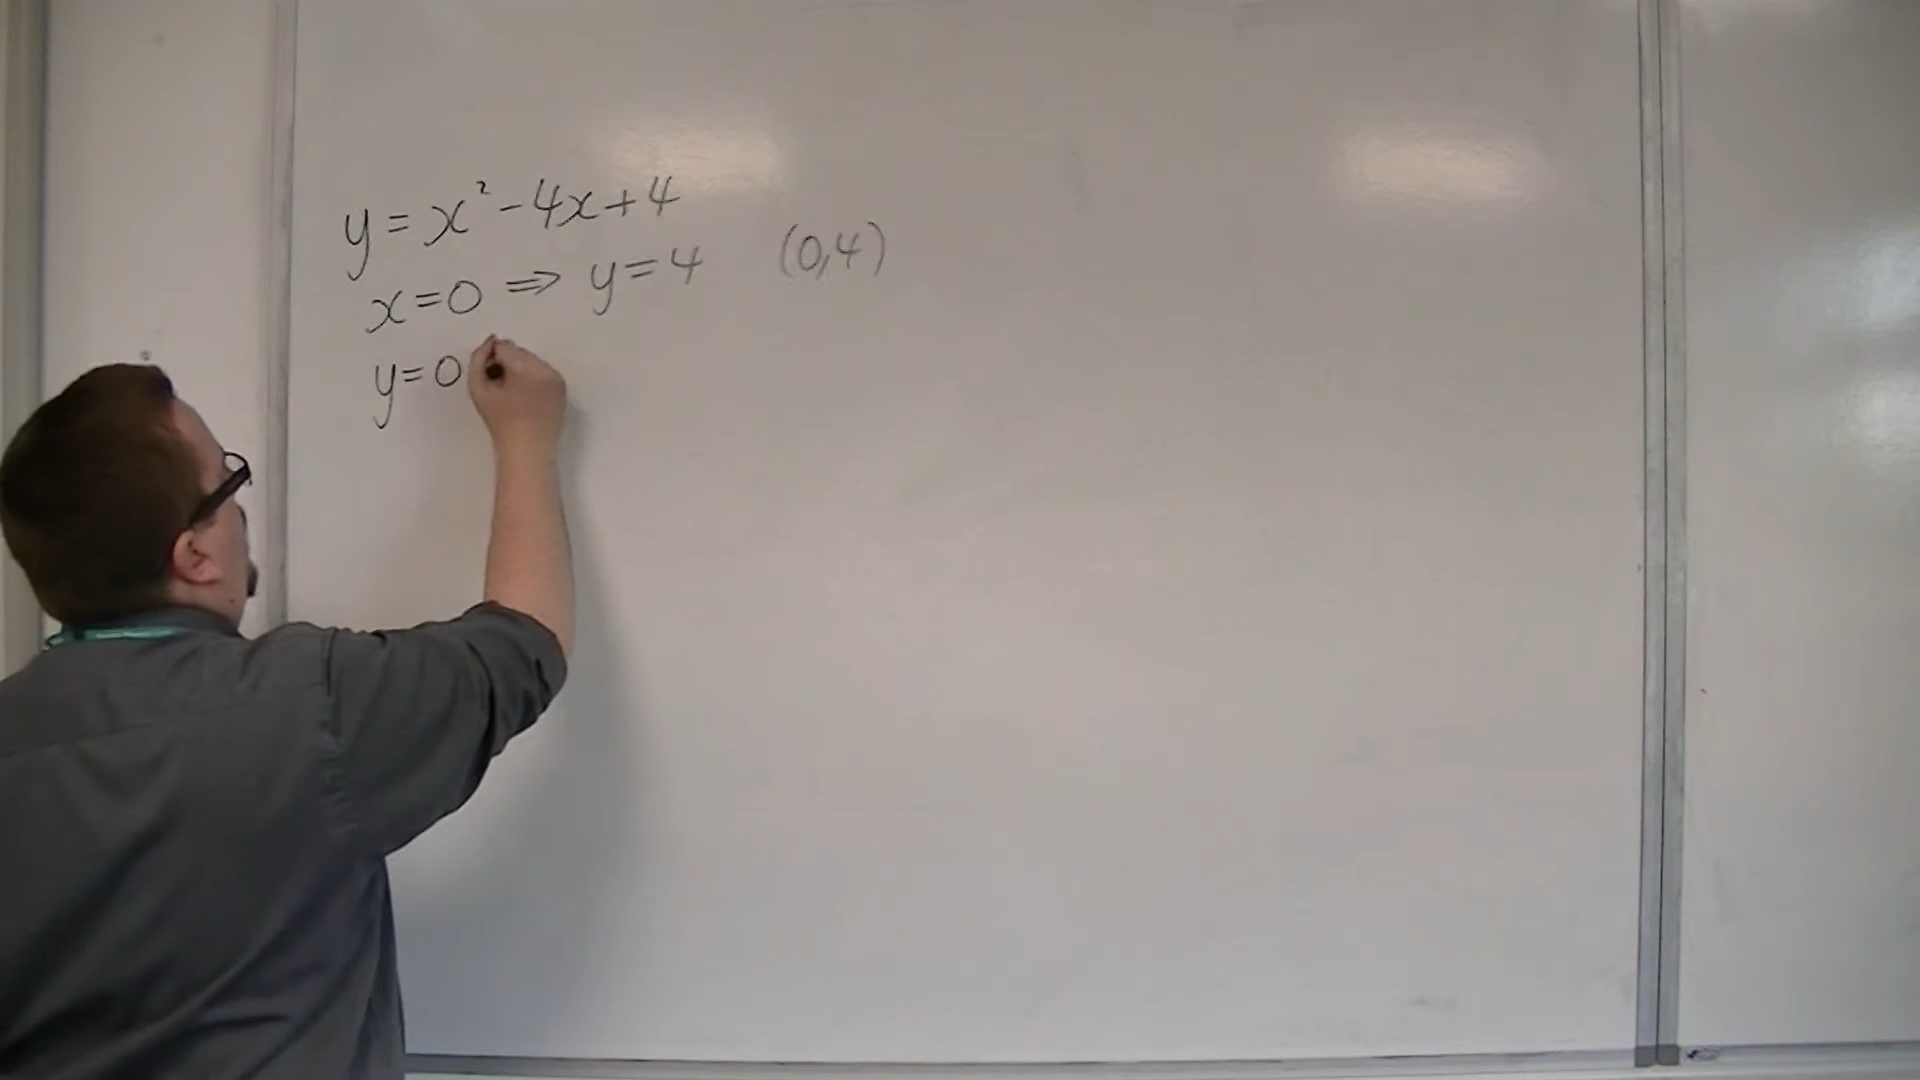 y = x² - 4x + 4
x = 0 ⇒ y = 4 (0,4)
y = 0